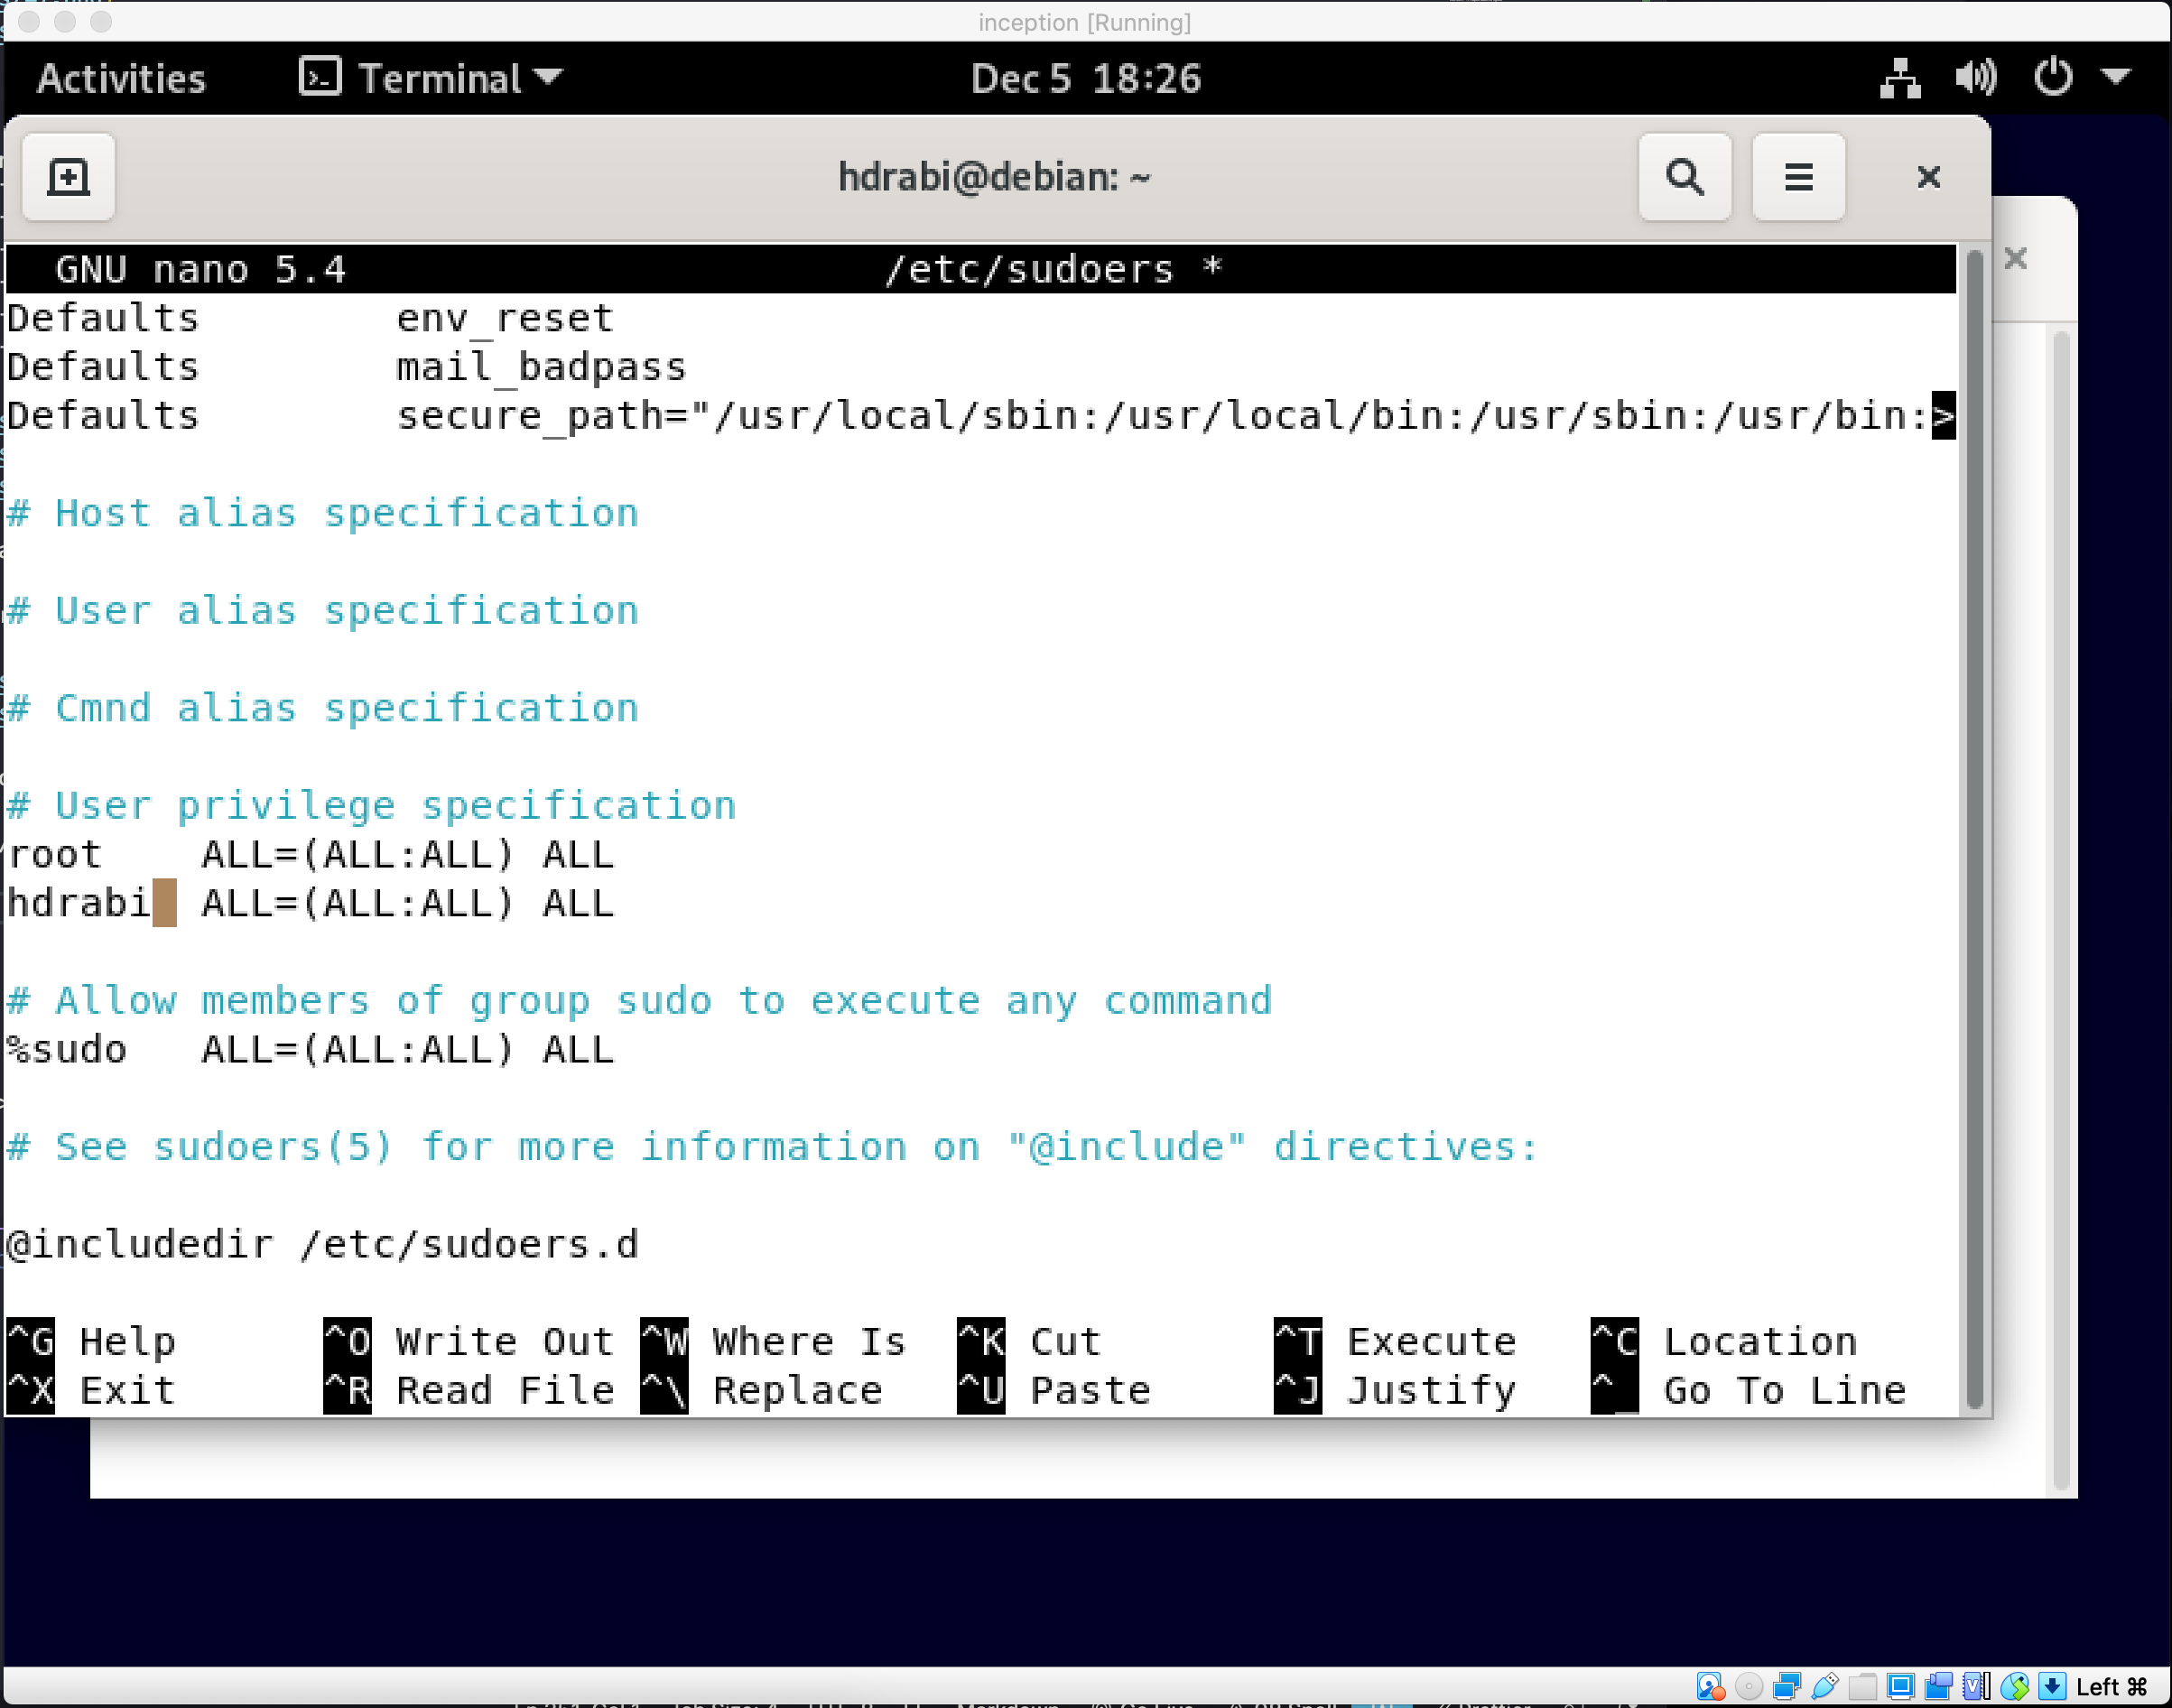 inception [Running]
Activities Terminal Dec 5 18:26
hdrabi@debian: ~
GNU nano 5.4 /etc/sudoers *
Defaults env_reset
Defaults mail_badpass
Defaults secure_path="/usr/local/sbin:/usr/local/bin:/usr/sbin:/usr/bin:>
# Host alias specification
# User alias specification
# Cmnd alias specification
# User privilege specification
root ALL=(ALL:ALL) ALL
hdrabi ALL=(ALL:ALL) ALL
# Allow members of group sudo to execute any command
%sudo ALL=(ALL:ALL) ALL
# See sudoers(5) for more information on "@include" directives:
@includedir /etc/sudoers.d
^G Help ^O Write Out ^W Where Is ^K Cut ^T Execute ^C Location
^X Exit ^R Read File ^\ Replace ^U Paste ^J Justify ^_ Go To Line
Left ⌘